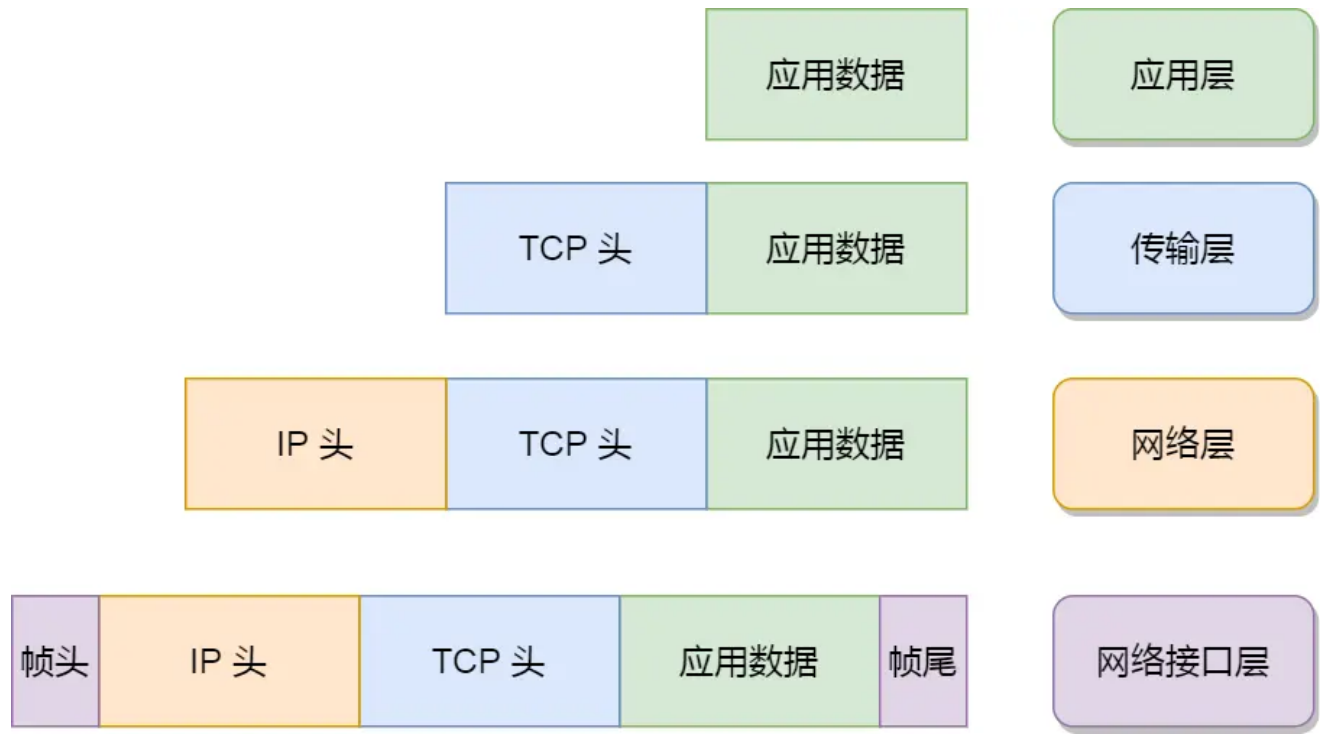 应用数据 应用层
TCP 头 应用数据 传输层
IP 头 TCP 头 应用数据 网络层
帧头 IP 头 TCP 头 应用数据 帧尾 网络接口层